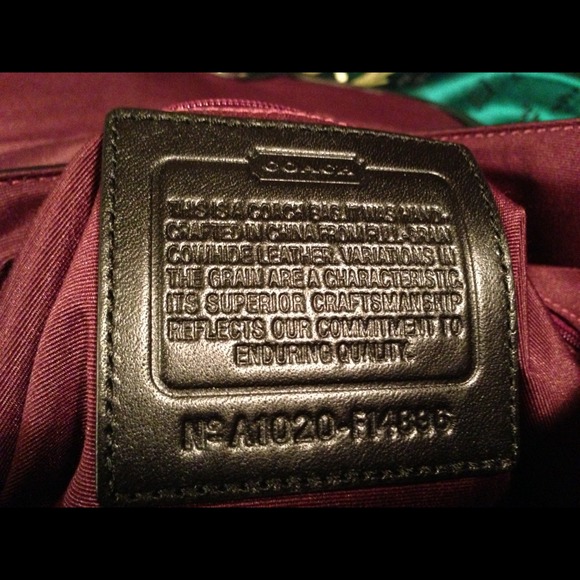 COACH
THIS IS A COACH BAG. IT WAS HAND-
CRAFTED IN CHINA FROM FULL GRAIN
COWHIDE LEATHER. VARIATIONS IN
THE GRAIN ARE A CHARACTERISTIC.
ITS SUPERIOR CRAFTSMANSHIP
REFLECTS OUR COMMITMENT TO
ENDURING QUALITY.
No A1020-F14896